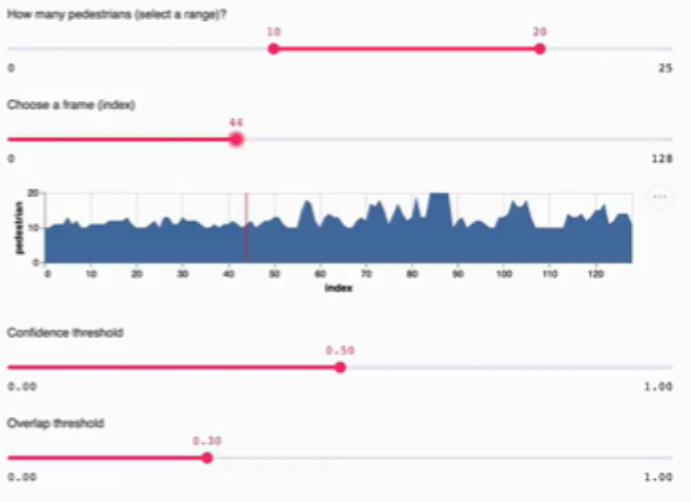 How many pedestrians (select a range)?
10 20
0 25
Choose a frame (index)
44
0 128
20
10
0
pedestrian
0 10 20 30 40 50 60 70 80 90 100 110 120
index
Confidence threshold
0.50
0.00 1.00
Overlap threshold
0.30
0.00 1.00